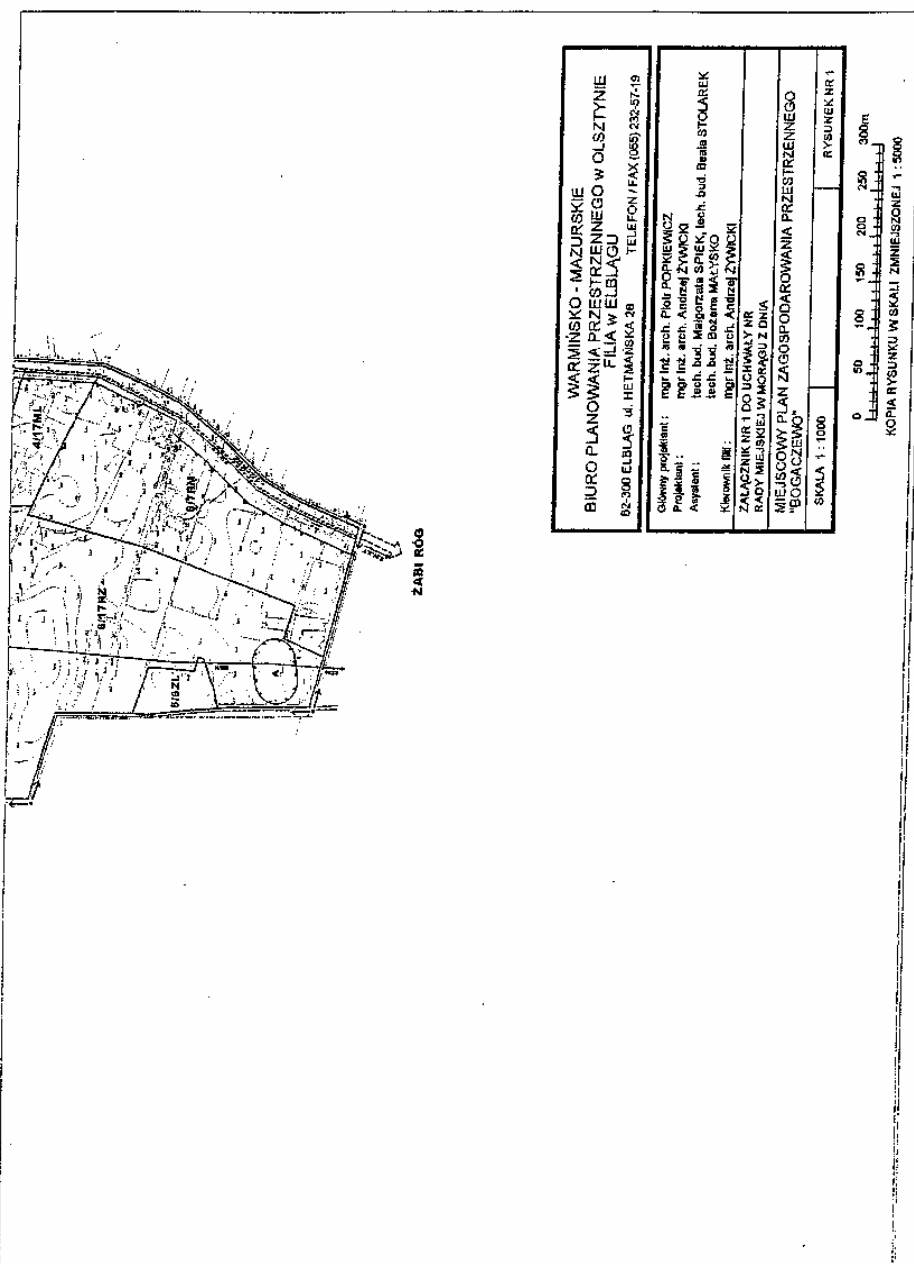 4/17ML
6/17RZ
ŻABI RÓG
WARMIŃSKO - MAZURSKIE
BIURO PLANOWANIA PRZESTRZENNEGO w OLSZTYNIE
FILIA w ELBLĄGU
82-300 ELBLĄG ul. HETMAŃSKA 28 TELEFON / FAX (055) 232-57-19
Główny projektant : mgr inż. arch. Piotr POPKIEWICZ
Projektant : mgr inż. arch. Andrzej ŻYWICKI
Asystent : tech. bud. Małgorzata SPIEK, tech. bud. Beata STOLAREK
tech. bud. Bożena MAŁYSKO
Kierownik filii : mgr inż. arch. Andrzej ŻYWICKI
ZAŁĄCZNIK NR 1 DO UCHWAŁY NR
RADY MIEJSKIEJ W MORĄGU Z DNIA
MIEJSCOWY PLAN ZAGOSPODAROWANIA PRZESTRZENNEGO
"BOGACZEWO"
SKALA 1 : 1000 RYSUNEK NR 1
0 50 100 150 200 250 300m
KOPIA RYSUNKU W SKALI ZMNIEJSZONEJ 1 : 5000